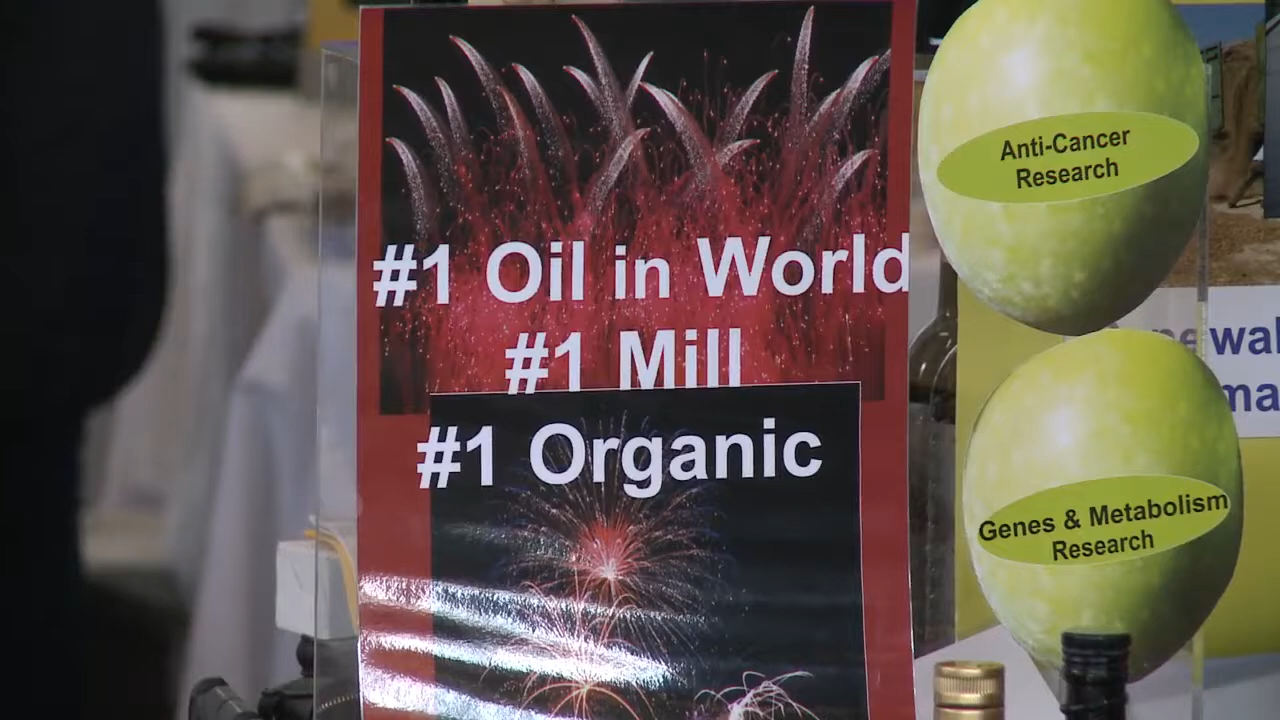 #1 Oil in World
#1 Mill
#1 Organic
Anti-Cancer
Research
Genes & Metabolism
Research